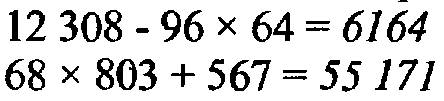 12 308 - 96 × 64 = 6164
68 × 803 + 567 = 55 171